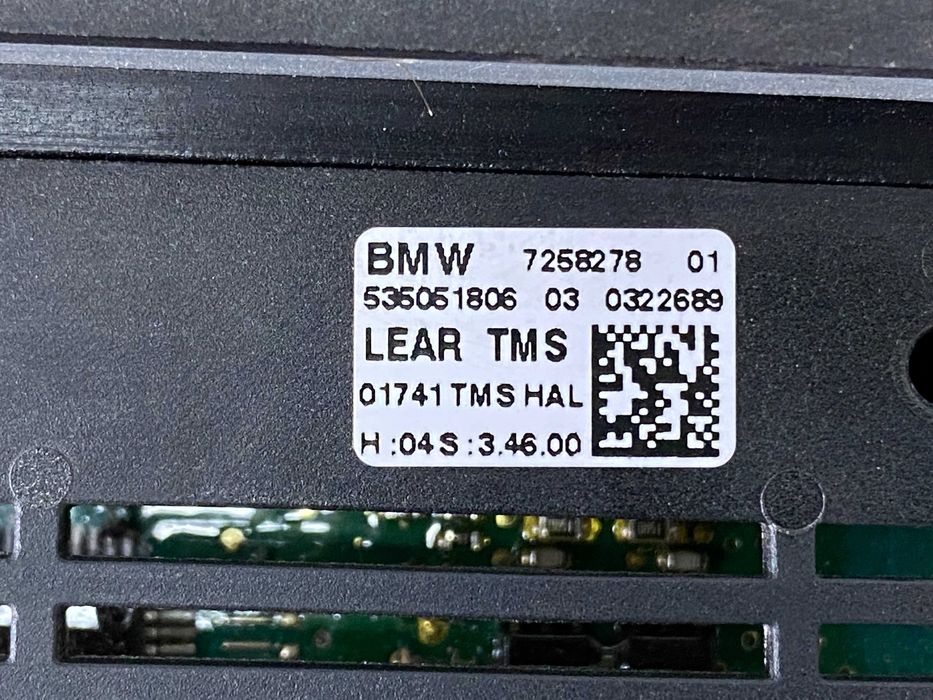 BMW 7258278 01
535051806 03 0322689
LEAR TMS
01741 TMS HAL
H :04 S :3.46.00